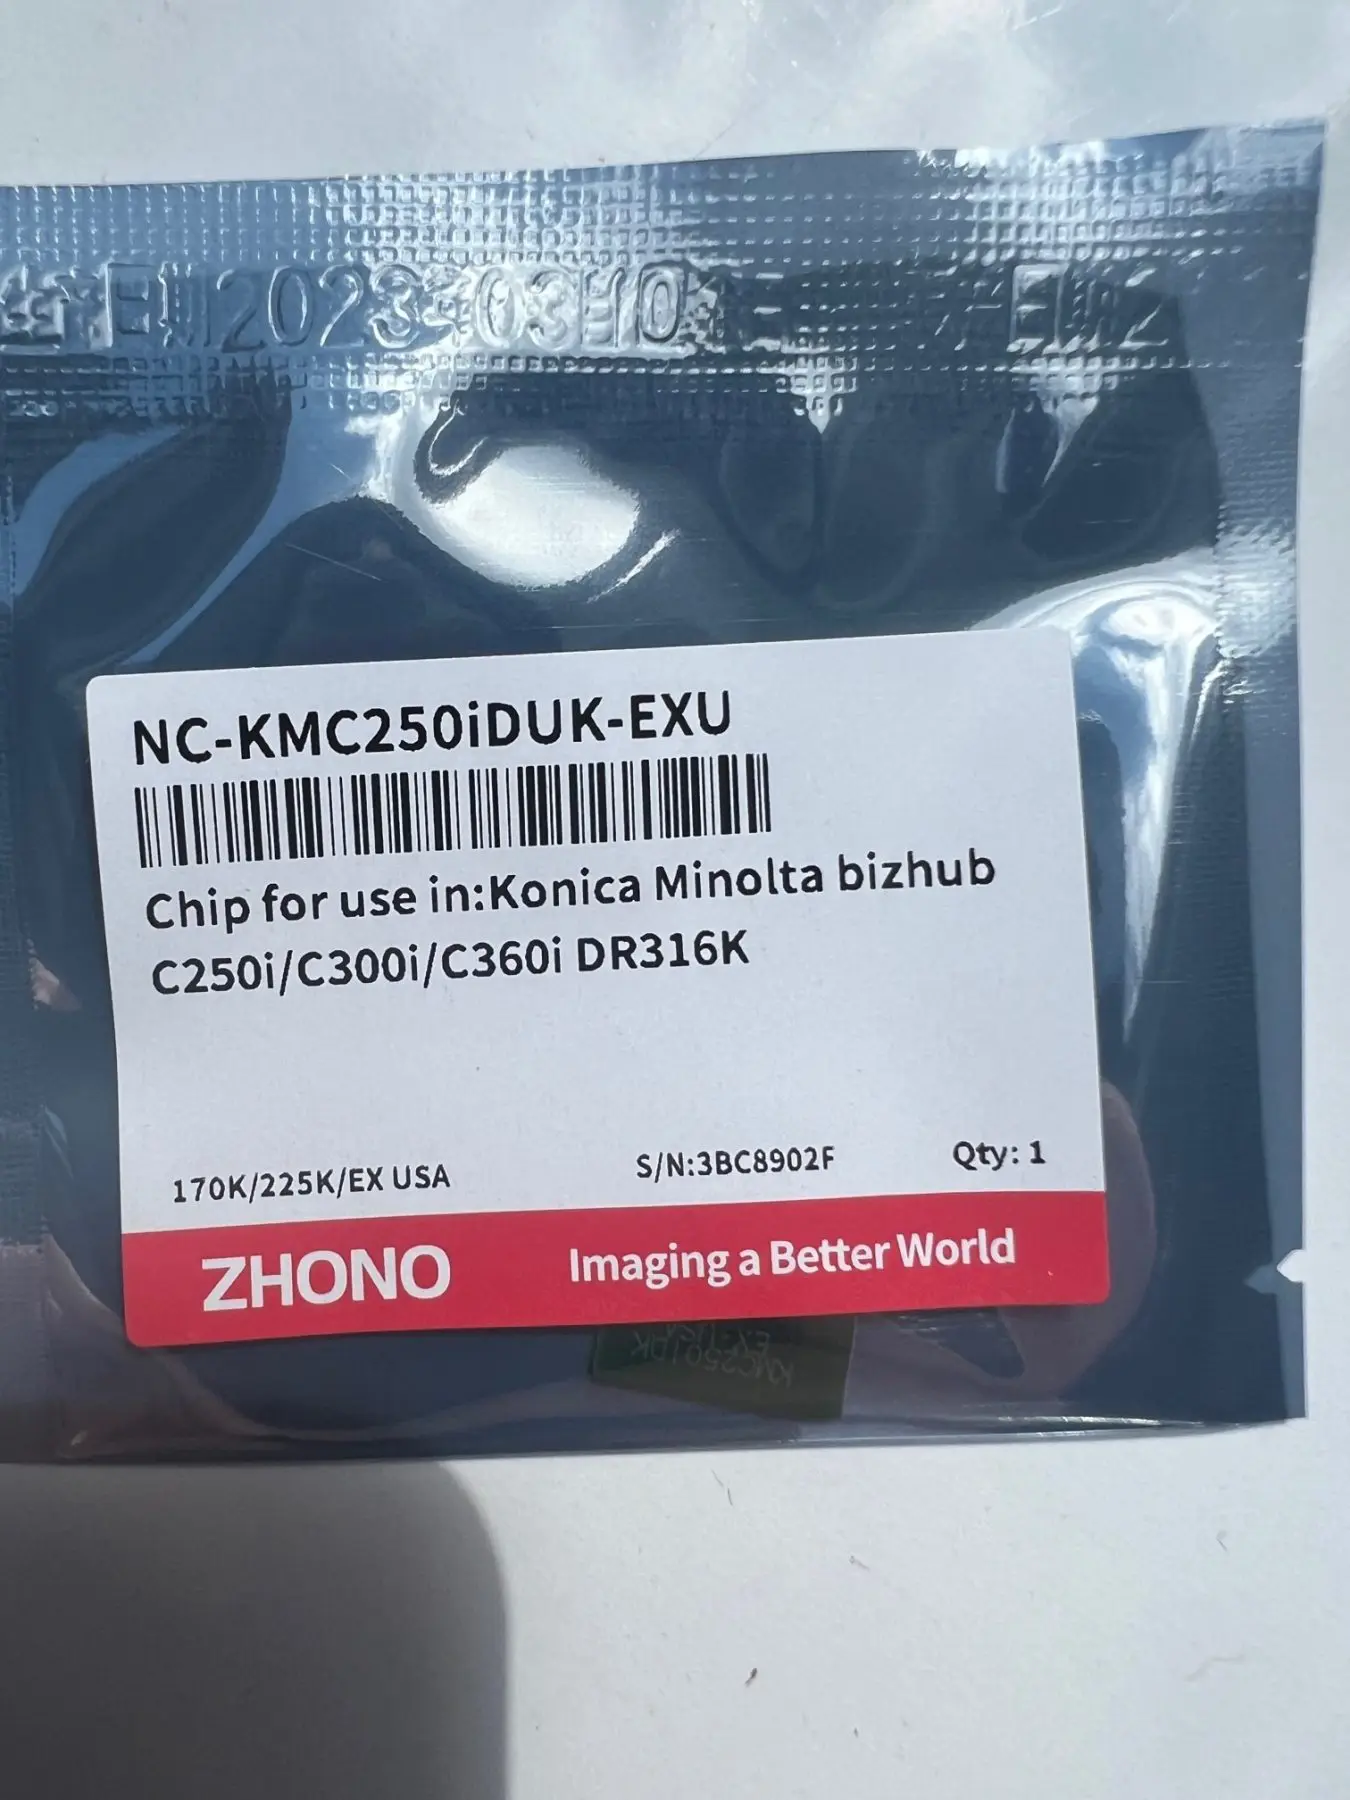 2023
NC-KMC250iDUK-EXU
Chip for use in:Konica Minolta bizhub
C250i/C300i/C360i DR316K
170K/225K/EX USA
S/N:3BC8902F
Qty: 1
ZHONO
Imaging a Better World